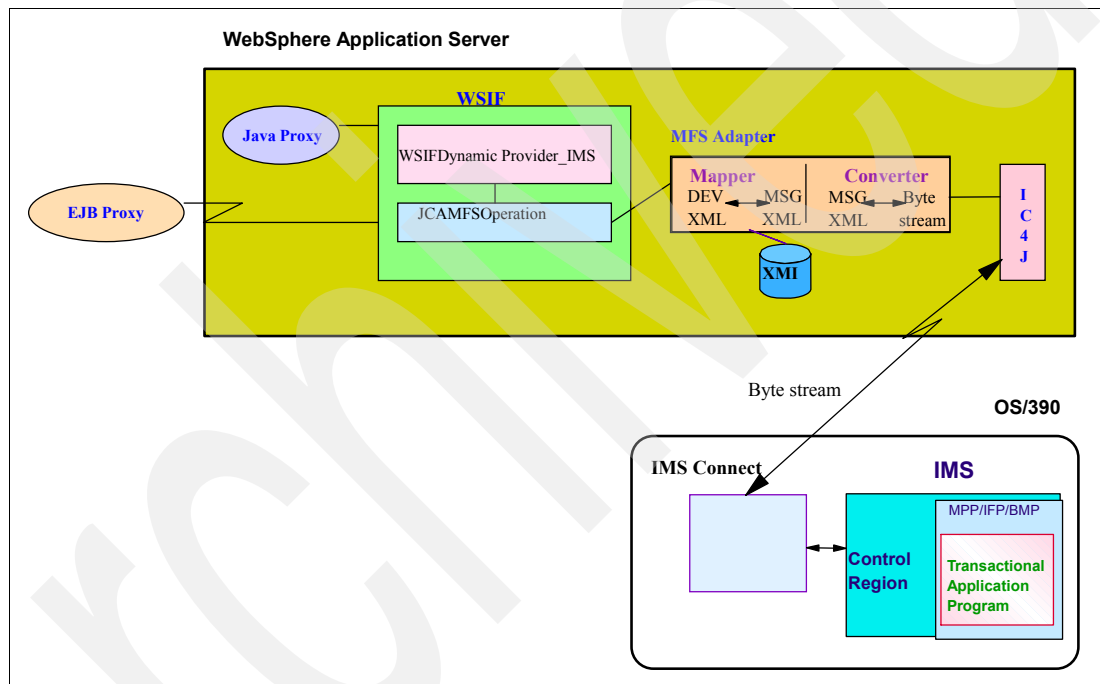 WebSphere Application Server
WSIF
Java Proxy
WSIFDynamic Provider_IMS
MFS Adapter
Mapper
Converter
DEV
MSG
MSG
Byte
XML
XML
XML
stream
I
C
4
J
EJB Proxy
JCAMFSOperation
XMI
Byte stream
OS/390
IMS Connect
IMS
MPP/IFP/BMP
Control
Region
Transactional
Application
Program